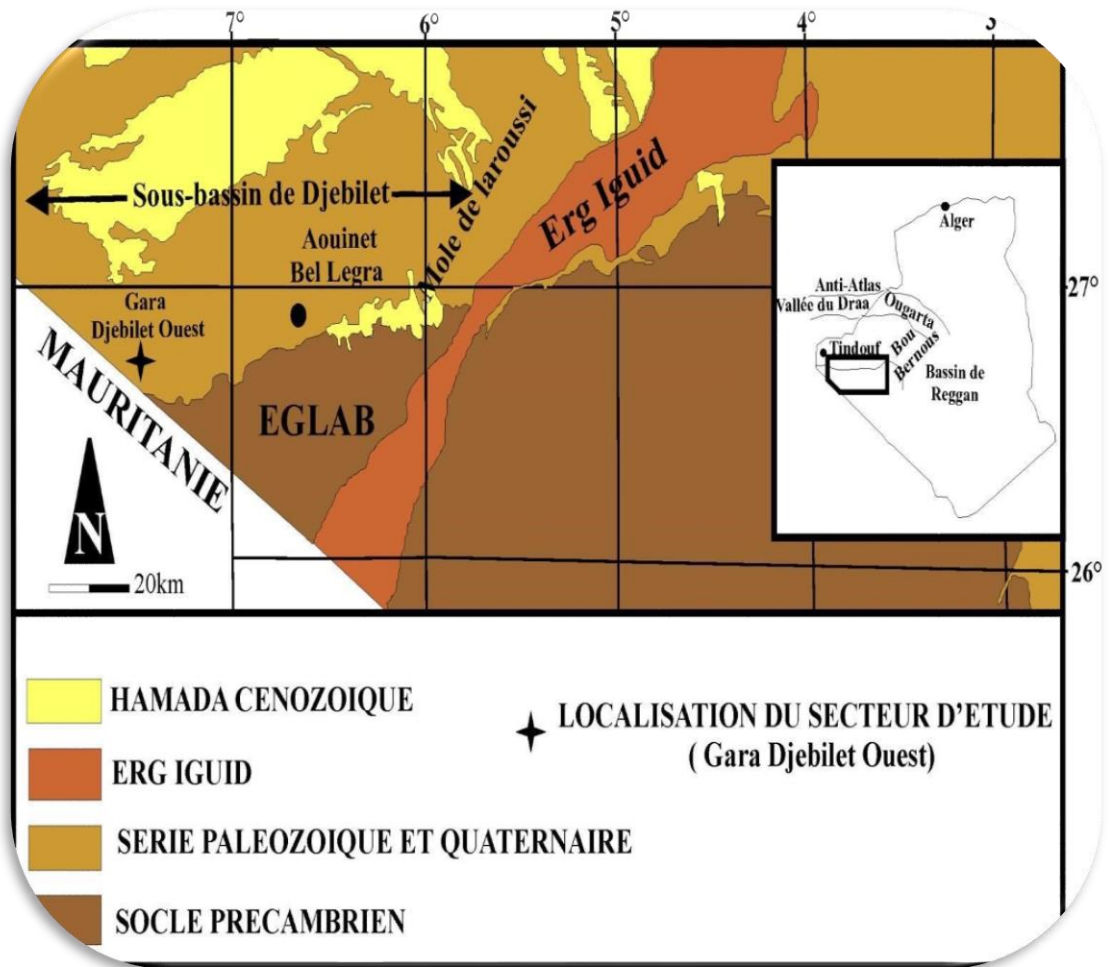 7°
6°
5°
4°
Sous-bassin de Djebilet
Mole de Iaroussi
Erg Iguid
Aouinet
Bel Legra
Gara
Djebilet Ouest
MAURITANIE
EGLAB
N
20km
27°
26°
Alger
Anti-Atlas
Vallée du Draa
Ougarta
Tindouf
Bou
Bernous
Bassin de
Reggan
HAMADA CENOZOIQUE
ERG IGUID
SERIE PALEOZOIQUE ET QUATERNAIRE
SOCLE PRECAMBRIEN
LOCALISATION DU SECTEUR D'ETUDE
( Gara Djebilet Ouest)